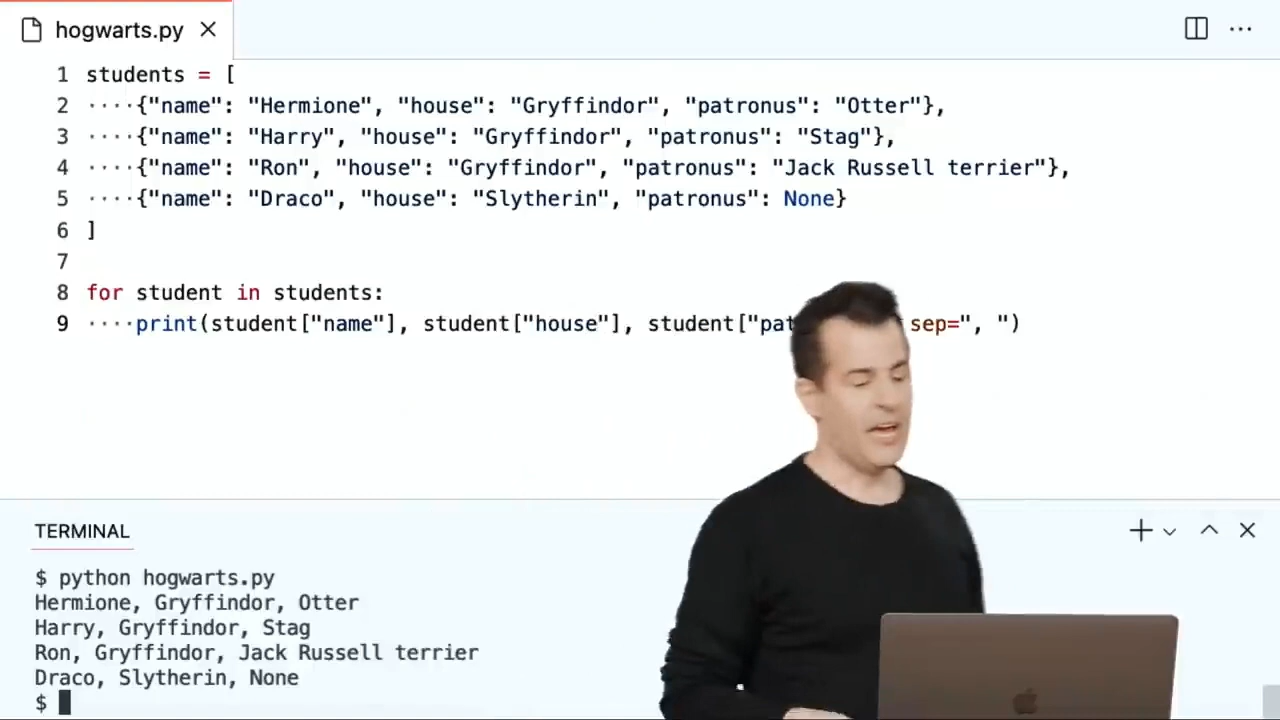 hogwarts.py
1 students = [
2 ····{"name": "Hermione", "house": "Gryffindor", "patronus": "Otter"},
3 ····{"name": "Harry", "house": "Gryffindor", "patronus": "Stag"},
4 ····{"name": "Ron", "house": "Gryffindor", "patronus": "Jack Russell terrier"},
5 ····{"name": "Draco", "house": "Slytherin", "patronus": None}
6 ]
7
8 for student in students:
9 ····print(student["name"], student["house"], student["pat sep=", ")
TERMINAL
$ python hogwarts.py
Hermione, Gryffindor, Otter
Harry, Gryffindor, Stag
Ron, Gryffindor, Jack Russell terrier
Draco, Slytherin, None
$